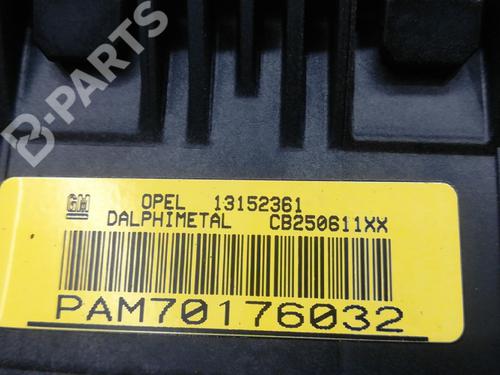 B-PARTS
GM OPEL 13152361
DALPHIMETAL CB250611XX
PAM70176032